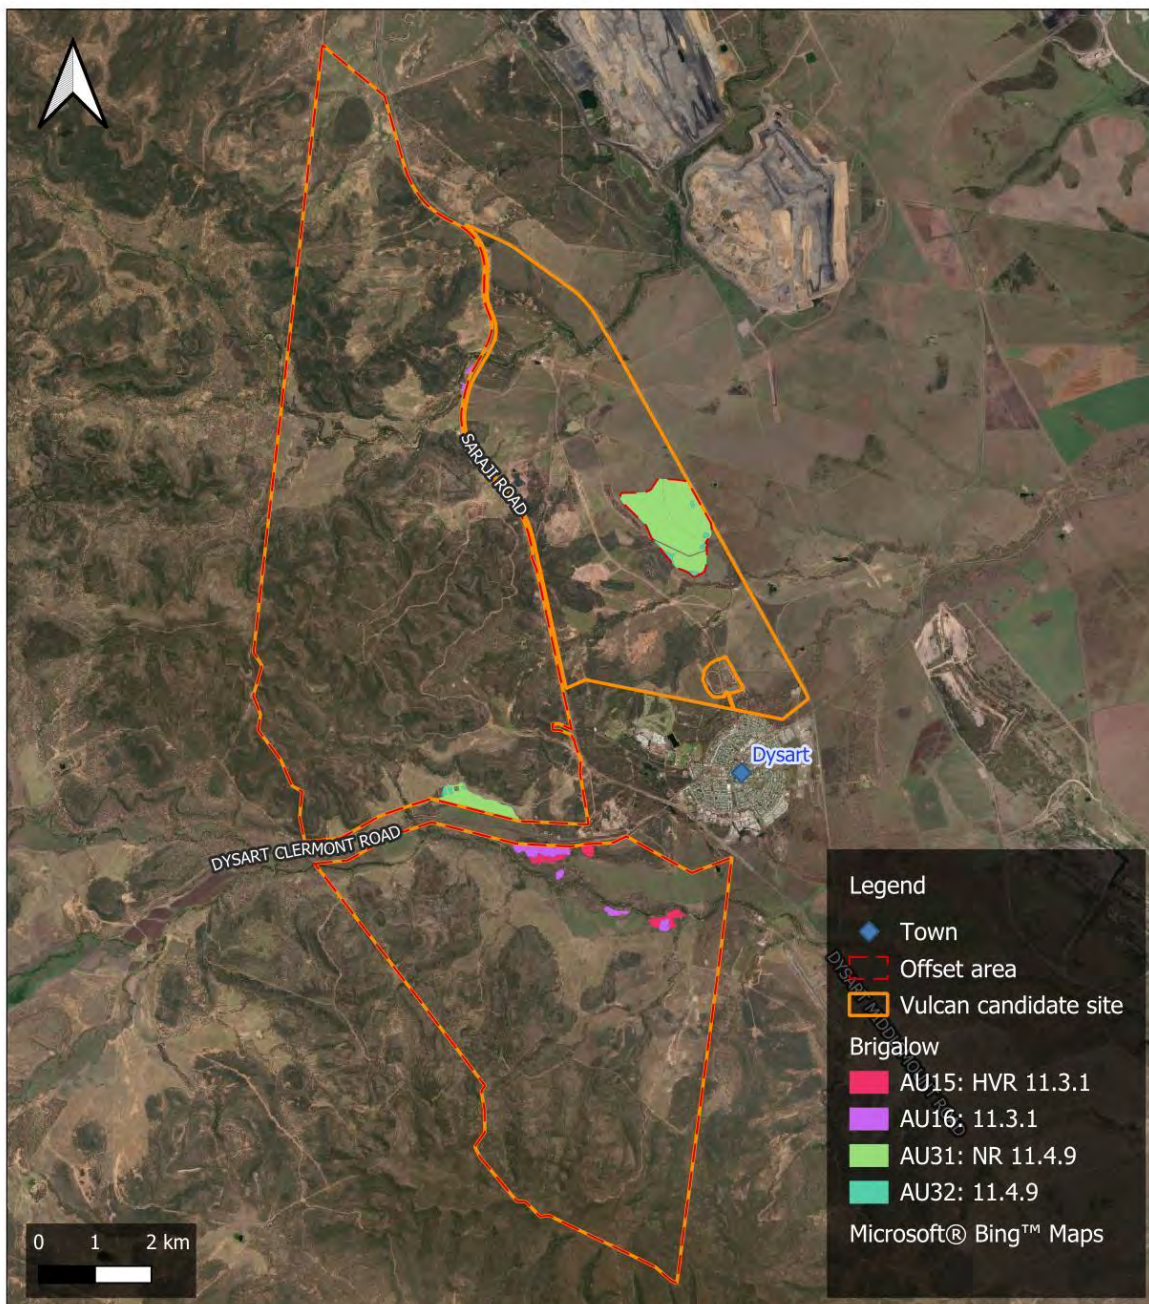 SARAJI ROAD
Dysart
DYSART CLERMONT ROAD
DYSART MIDDLEMOUNT ROAD
Legend
Town
Offset area
Vulcan candidate site
Brigalow
AU15: HVR 11.3.1
AU16: 11.3.1
AU31: NR 11.4.9
AU32: 11.4.9
Microsoft® Bing™ Maps
0 1 2 km